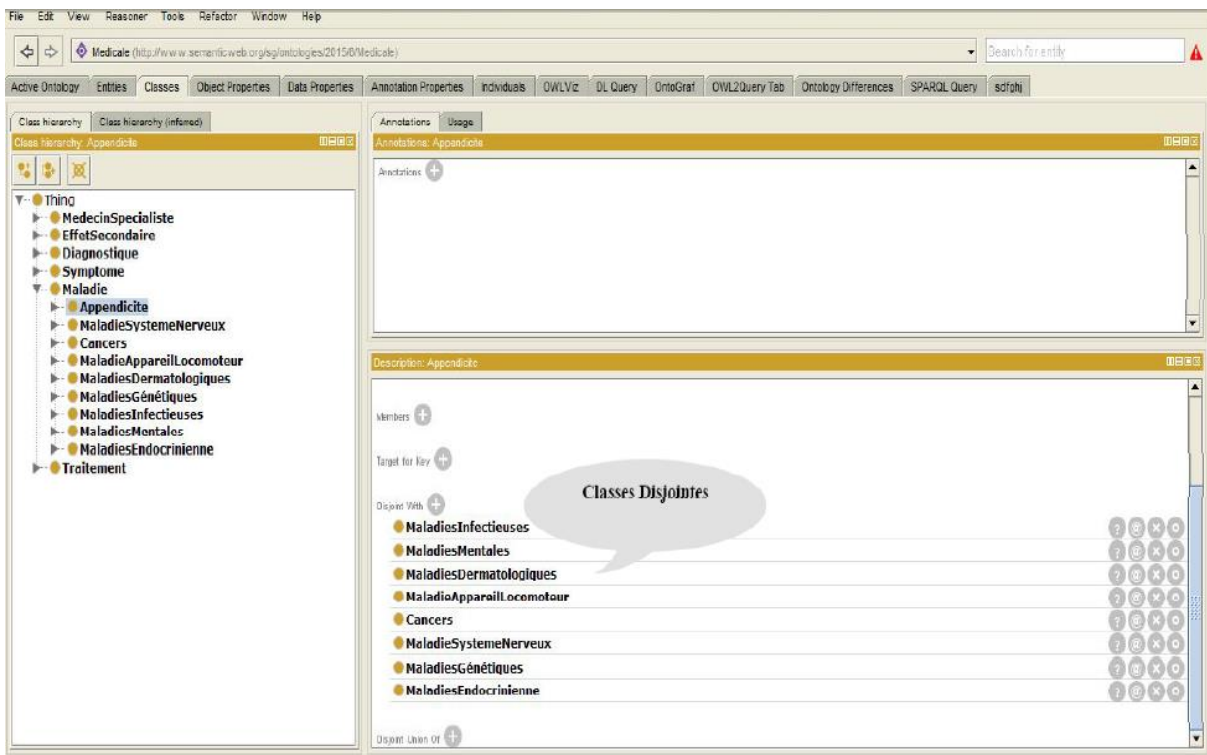 File Edit View Reasoner Tools Refactor Window Help
Medicale (http://www.semanticweb.org/sg/ontologies/2015/6/Medicale)
Search for entity
Active Ontology Entities Classes Object Properties Data Properties Annotation Properties Individuals OWLViz DL Query OntoGraf OWL2Query Tab Ontology Differences SPARQL Query sdfghj
Class hierarchy Class hierarchy (inferred)
Class hierarchy: Appendicite
Thing
MedecinSpecialiste
EffetSecondaire
Diagnostique
Symptome
Maladie
Appendicite
MaladieSystemeNerveux
Cancers
MaladieAppareilLocomoteur
MaladiesDermatologiques
MaladiesGénétiques
MaladiesInfectieuses
MaladiesMentales
MaladiesEndocrinienne
Traitement
Annotations Usage
Annotations: Appendicite
Annotations
Description: Appendicite
Members
Target for Key
Classes Disjointes
Disjoint With
MaladiesInfectieuses
MaladiesMentales
MaladiesDermatologiques
MaladieAppareilLocomoteur
Cancers
MaladieSystemeNerveux
MaladiesGénétiques
MaladiesEndocrinienne
Disjoint Union Of